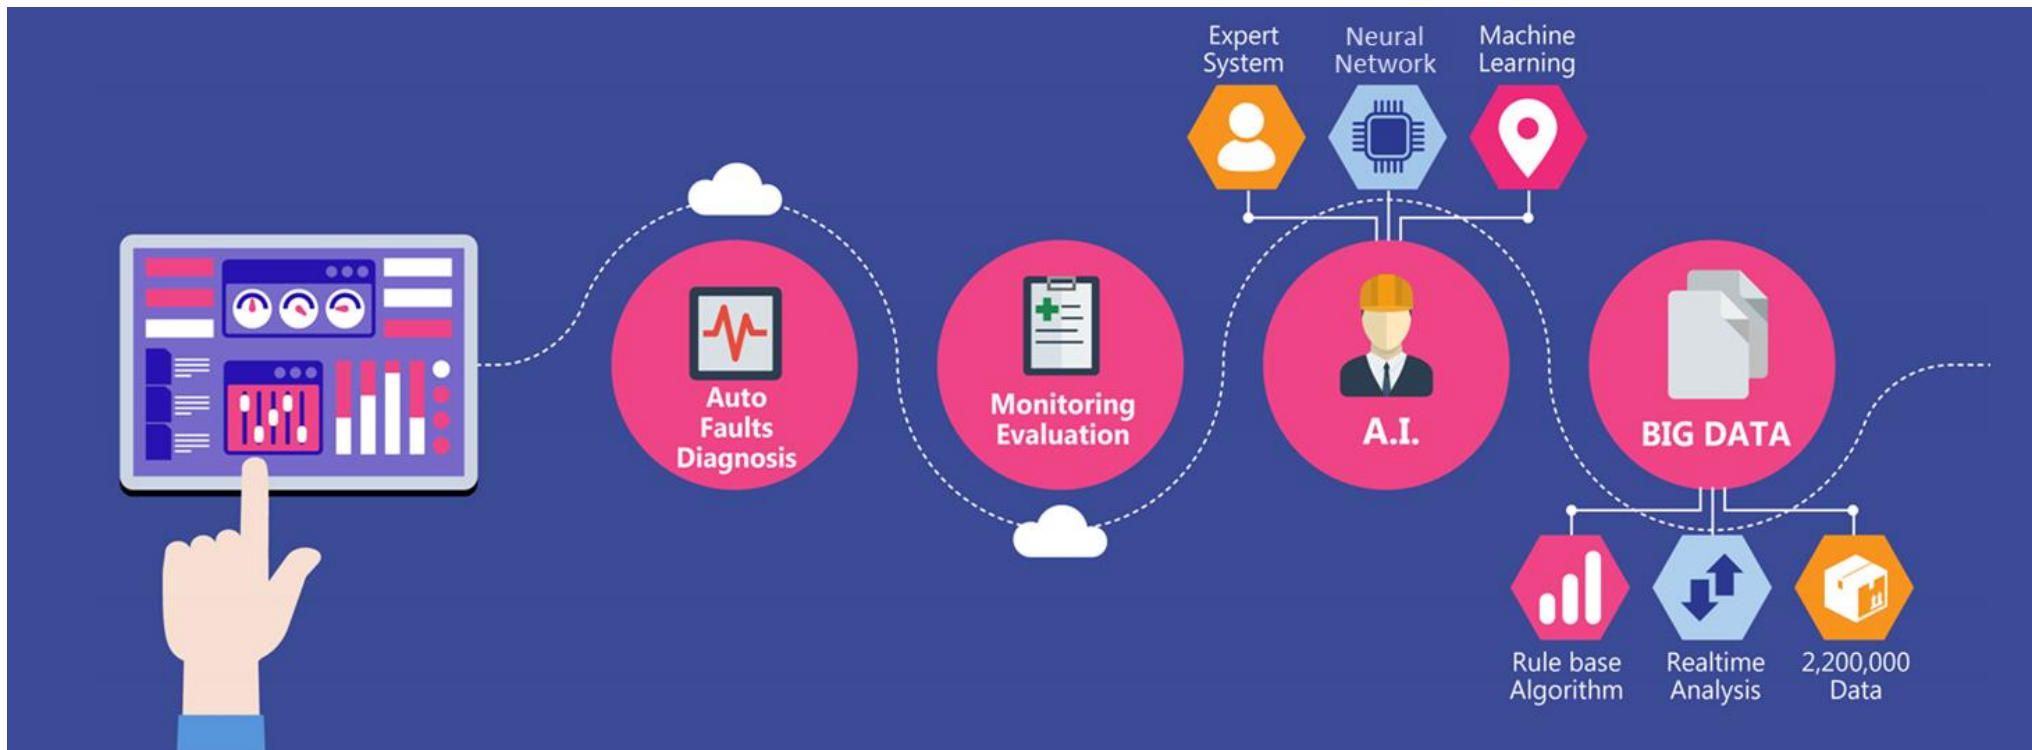 Expert
System
Neural
Network
Machine
Learning
Auto
Faults
Diagnosis
Monitoring
Evaluation
A.I.
BIG DATA
Rule base
Algorithm
Realtime
Analysis
2,200,000
Data